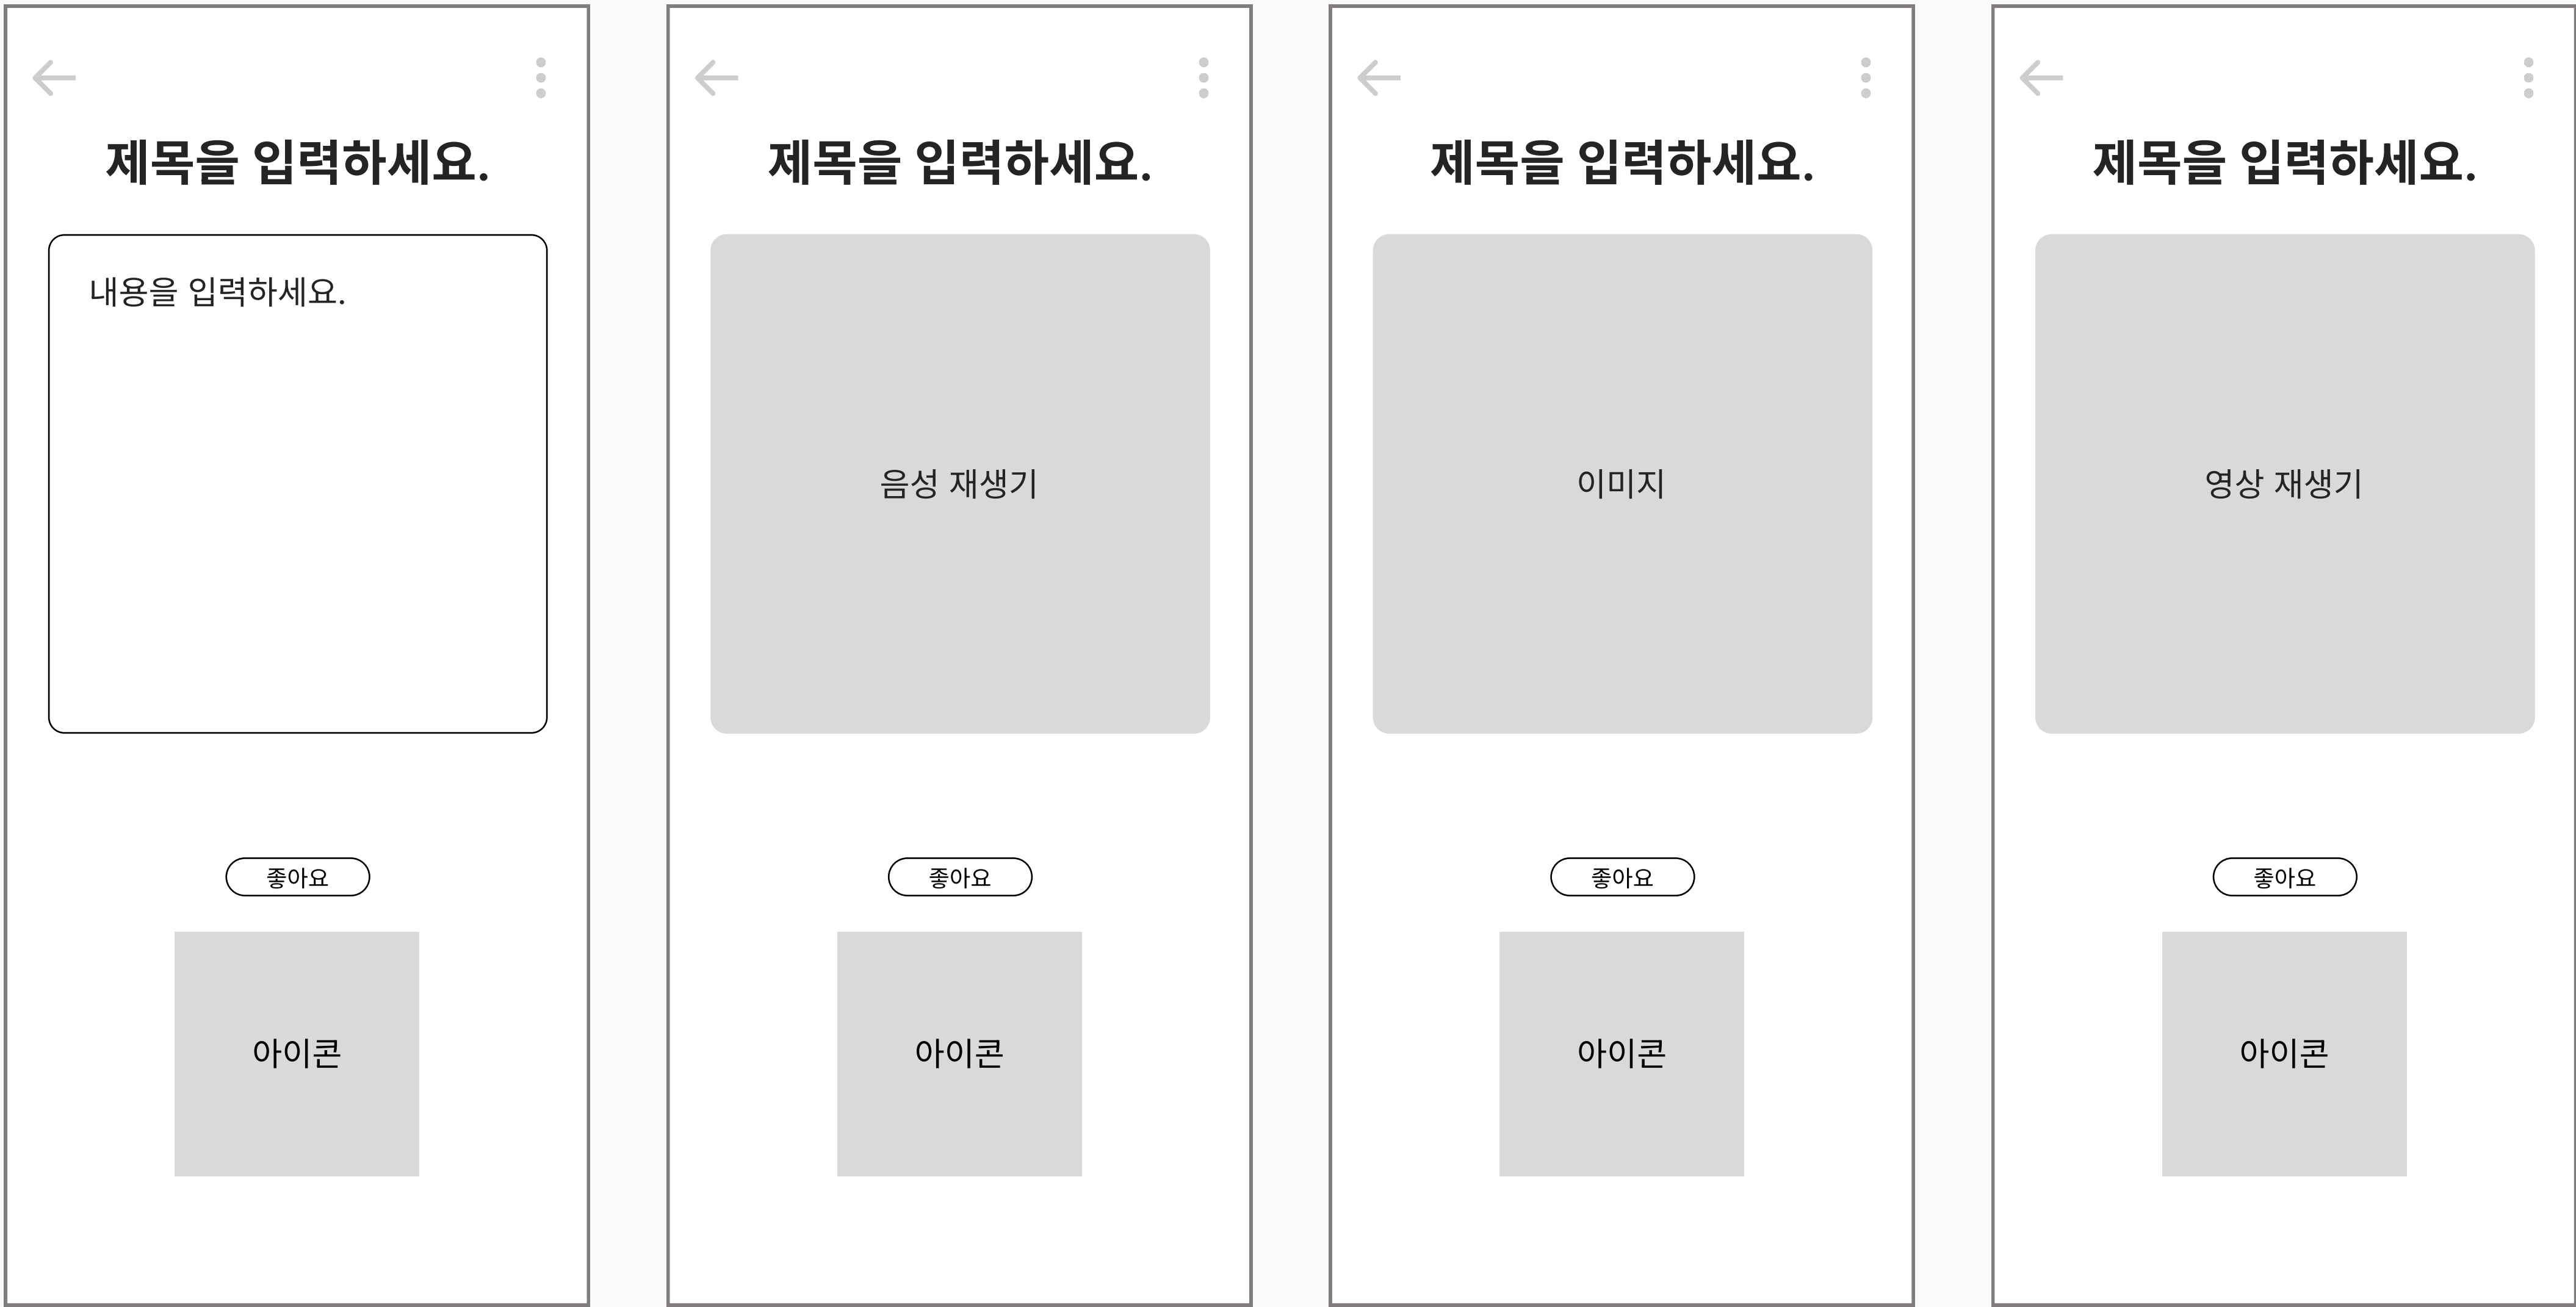 제목을 입력하세요.
내용을 입력하세요.
좋아요
아이콘
제목을 입력하세요.
음성 재생기
좋아요
아이콘
제목을 입력하세요.
이미지
좋아요
아이콘
제목을 입력하세요.
영상 재생기
좋아요
아이콘